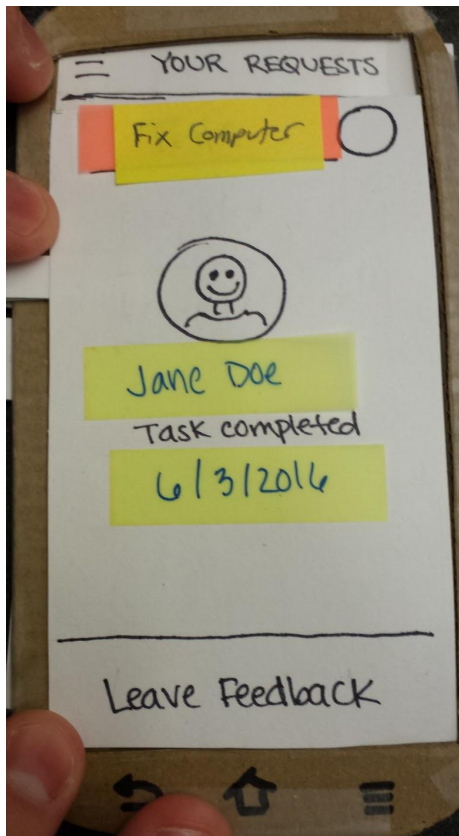 YOUR REQUESTS
Fix Computer
Jane Doe
Task completed
6/3/2016
Leave Feedback